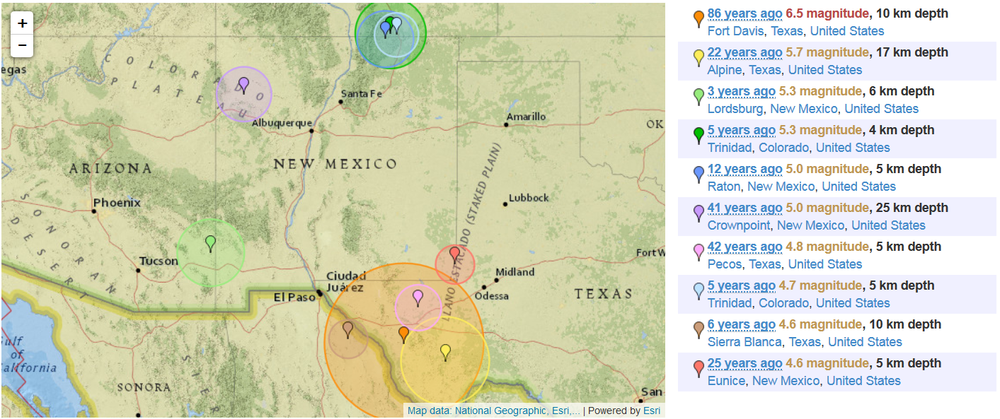 +
−
egas
COLORADO
PLATEAU
Santa Fe
Albuquerque
Amarillo
OK
ARIZONA
NEW MEXICO
LLANO ESTACADO (STAKED PLAIN)
Phoenix
Lubbock
SONORAN
DESERT
Tucson
Fort W
Ciudad
Juárez
Midland
El Paso
Odessa
TEXAS
ulf
of
alifornia
SIER
SONORA
San
Map data: National Geographic, Esri,... | Powered by Esri
86 years ago 6.5 magnitude, 10 km depth
Fort Davis, Texas, United States
22 years ago 5.7 magnitude, 17 km depth
Alpine, Texas, United States
3 years ago 5.3 magnitude, 6 km depth
Lordsburg, New Mexico, United States
5 years ago 5.3 magnitude, 4 km depth
Trinidad, Colorado, United States
12 years ago 5.0 magnitude, 5 km depth
Raton, New Mexico, United States
41 years ago 5.0 magnitude, 25 km depth
Crownpoint, New Mexico, United States
42 years ago 4.8 magnitude, 5 km depth
Pecos, Texas, United States
5 years ago 4.7 magnitude, 5 km depth
Trinidad, Colorado, United States
6 years ago 4.6 magnitude, 10 km depth
Sierra Blanca, Texas, United States
25 years ago 4.6 magnitude, 5 km depth
Eunice, New Mexico, United States